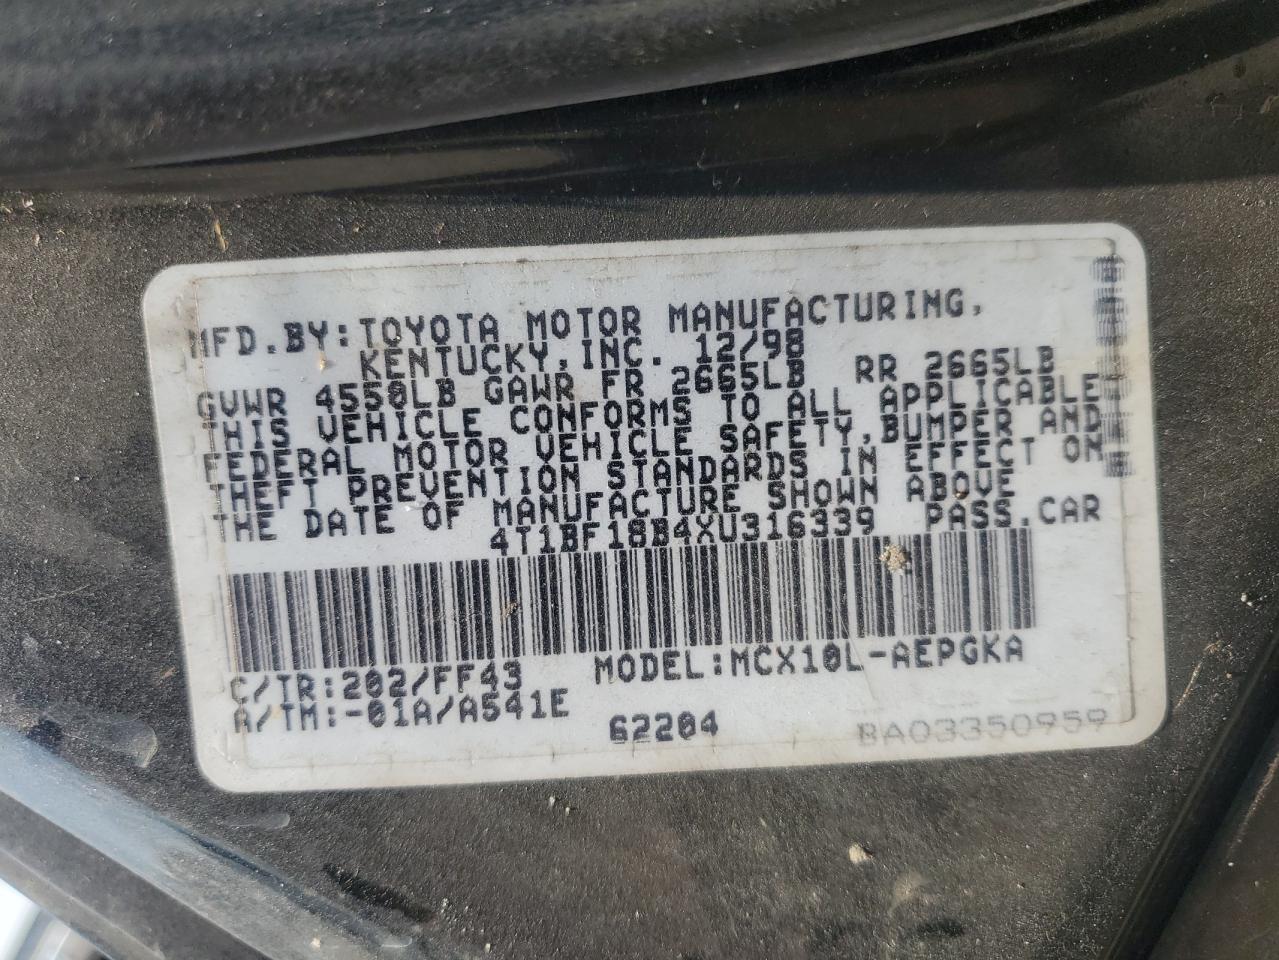 MFD.BY:TOYOTA MOTOR MANUFACTURING,
KENTUCKY,INC. 12/98
GVWR 4550LB GAWR FR 2665LB RR 2665LB
THIS VEHICLE CONFORMS TO ALL APPLICABLE
FEDERAL MOTOR VEHICLE SAFETY,BUMPER AND
THEFT PREVENTION STANDARDS IN EFFECT ON
THE DATE OF MANUFACTURE SHOWN ABOVE
4T1BF18B4XU316339 PASS.CAR
C/TR:202/FF43 MODEL:MCX10L-AEPGKA
A/TM:-01A/A541E
62204 BA03350959